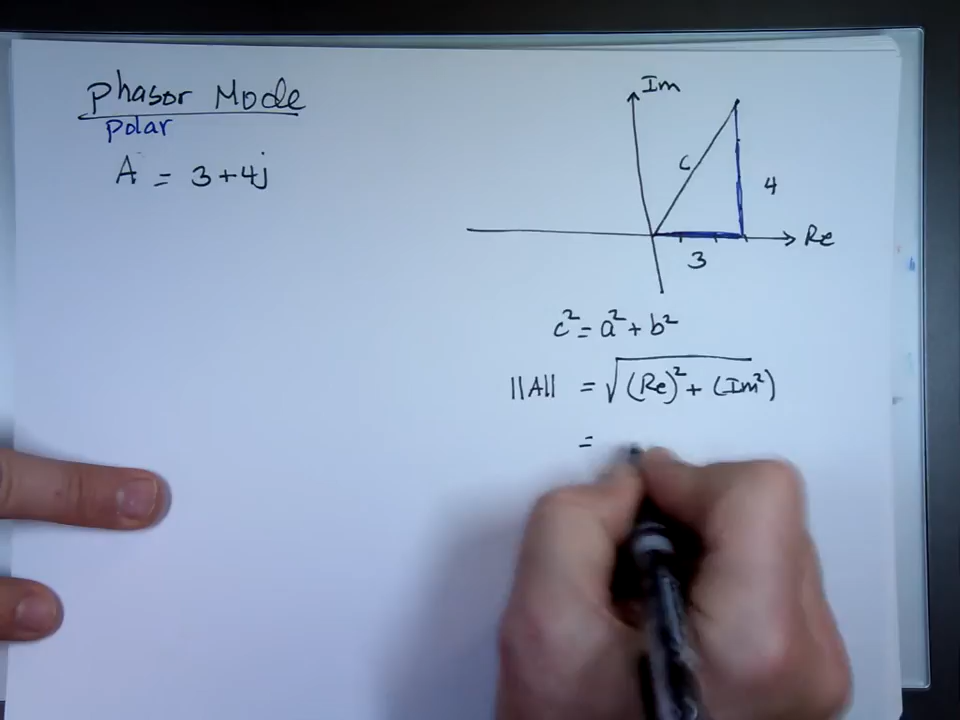 Phasor Mode
polar
A = 3+4j
Im
C
4
Re
3
c² = a² + b²
||A|| = √(Re)² + (Im²)
=